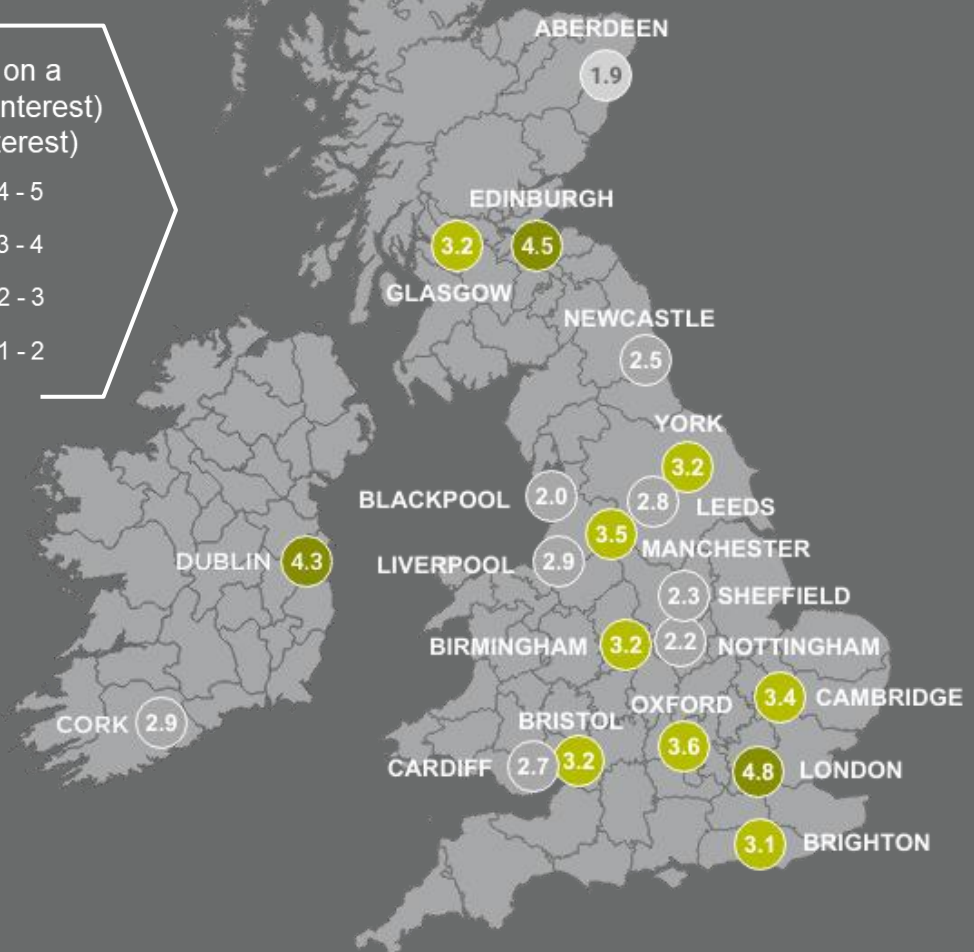 on a
nterest)
erest)
4 - 5
3 - 4
2 - 3
1 - 2
ABERDEEN
1.9
EDINBURGH
3.2
4.5
GLASGOW
NEWCASTLE
2.5
YORK
3.2
BLACKPOOL
2.0
2.8
LEEDS
3.5
MANCHESTER
DUBLIN
4.3
LIVERPOOL
2.9
2.3
SHEFFIELD
BIRMINGHAM
3.2
2.2
NOTTINGHAM
3.4
CAMBRIDGE
OXFORD
3.6
BRISTOL
CORK
2.9
CARDIFF
2.7
3.2
4.8
LONDON
3.1
BRIGHTON